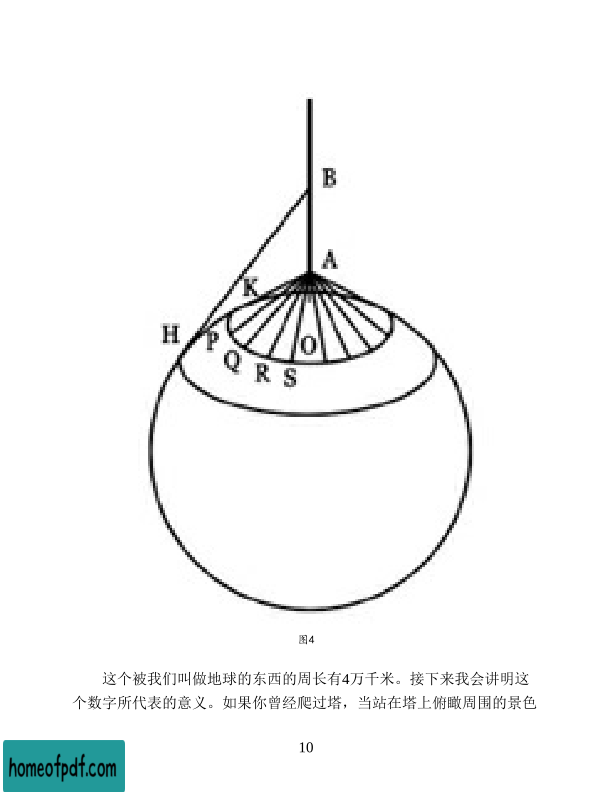 B
A
K
H
P
O
Q
R
S
图4
这个被我们叫做地球的东西的周长有4万千米。接下来我会讲明这
个数字所代表的意义。如果你曾经爬过塔，当站在塔上俯瞰周围的景色
10
homeofpdf.com